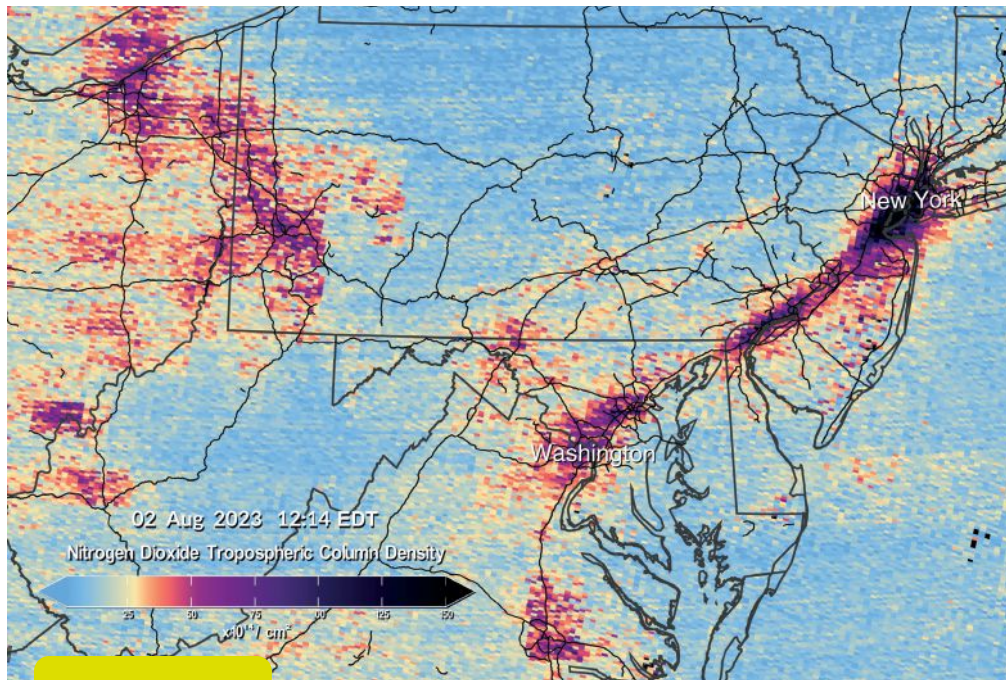 New York
Washington
02 Aug 2023 12:14 EDT
Nitrogen Dioxide Tropospheric Column Density
25 50 75 100 125 150
/ cm²